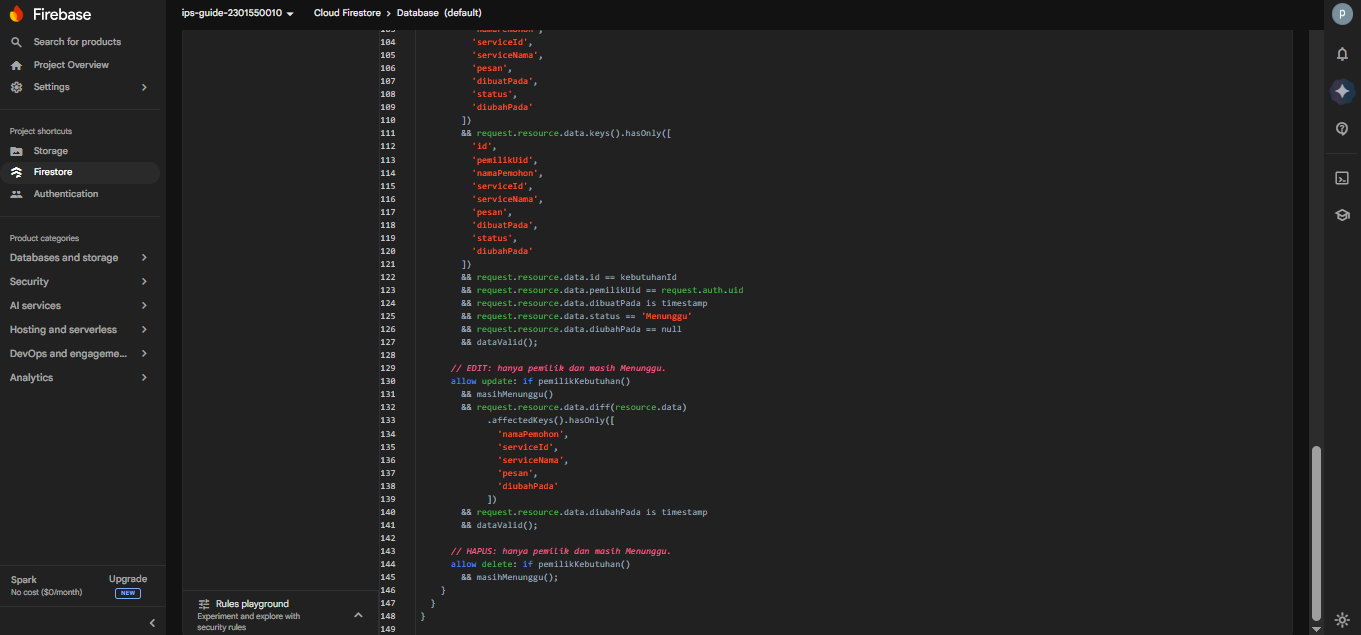 Firebase
ips-guide-2301550010
Cloud Firestore > Database (default)
P
Search for products
Project Overview
Settings
Project shortcuts
Storage
Firestore
Authentication
Product categories
Databases and storage
Security
AI services
Hosting and serverless
DevOps and engageme...
Analytics
Spark
No cost ($0/month)
Upgrade
NEW
Rules playground
Experiment and explore with
security rules
103 'namaPemohon',
104 'serviceId',
105 'serviceNama',
106 'pesan',
107 'dibuatPada',
108 'status',
109 'diubahPada'
110 ])
111 && request.resource.data.keys().hasOnly([
112 'id',
113 'pemilikUid',
114 'namaPemohon',
115 'serviceId',
116 'serviceNama',
117 'pesan',
118 'dibuatPada',
119 'status',
120 'diubahPada'
121 ])
122 && request.resource.data.id == kebutuhanId
123 && request.resource.data.pemilikUid == request.auth.uid
124 && request.resource.data.dibuatPada is timestamp
125 && request.resource.data.status == 'Menunggu'
126 && request.resource.data.diubahPada == null
127 && dataValid();
128
129 // EDIT: hanya pemilik dan masih Menunggu.
130 allow update: if pemilikKebutuhan()
131 && masihMenunggu()
132 && request.resource.data.diff(resource.data)
133 .affectedKeys().hasOnly([
134 'namaPemohon',
135 'serviceId',
136 'serviceNama',
137 'pesan',
138 'diubahPada'
139 ])
140 && request.resource.data.diubahPada is timestamp
141 && dataValid();
142
143 // HAPUS: hanya pemilik dan masih Menunggu.
144 allow delete: if pemilikKebutuhan()
145 && masihMenunggu();
146 }
147 }
148 }
149